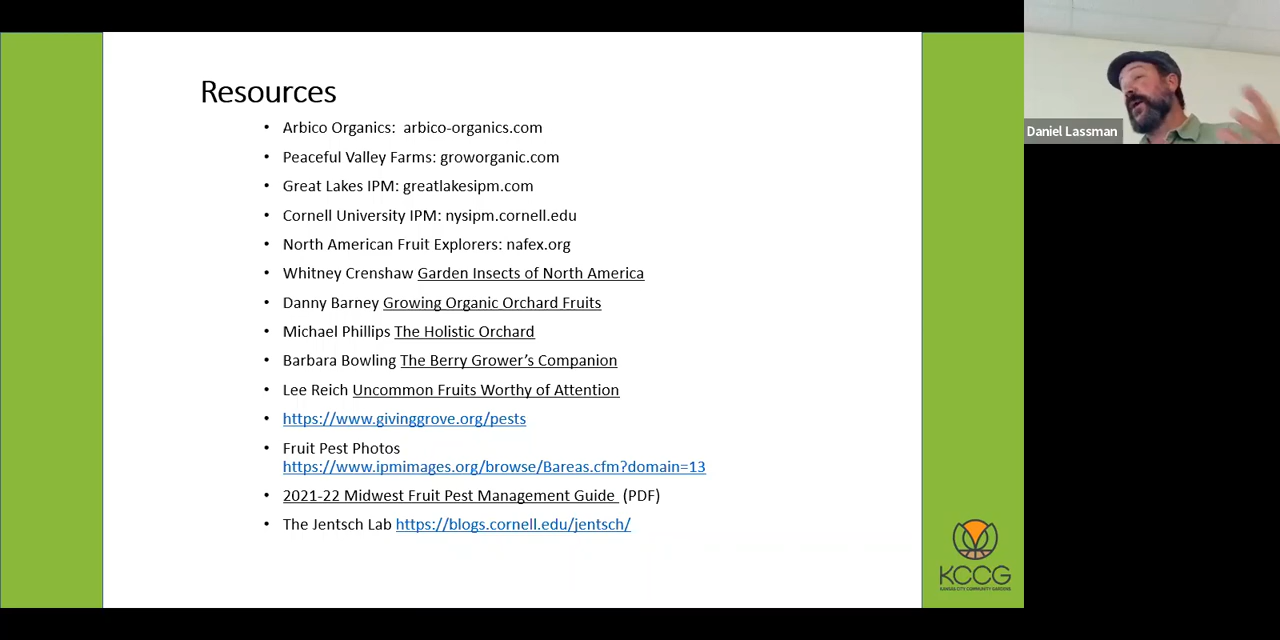 Resources
• Arbico Organics: arbico-organics.com
• Peaceful Valley Farms: groworganic.com
• Great Lakes IPM: greatlakesipm.com
• Cornell University IPM: nysipm.cornell.edu
• North American Fruit Explorers: nafex.org
• Whitney Crenshaw Garden Insects of North America
• Danny Barney Growing Organic Orchard Fruits
• Michael Phillips The Holistic Orchard
• Barbara Bowling The Berry Grower’s Companion
• Lee Reich Uncommon Fruits Worthy of Attention
• https://www.givinggrove.org/pests
• Fruit Pest Photos
https://www.ipmimages.org/browse/Bareas.cfm?domain=13
• 2021-22 Midwest Fruit Pest Management Guide (PDF)
• The Jentsch Lab https://blogs.cornell.edu/jentsch/
KCCG
KANSAS CITY COMMUNITY GARDENS
Daniel Lassman